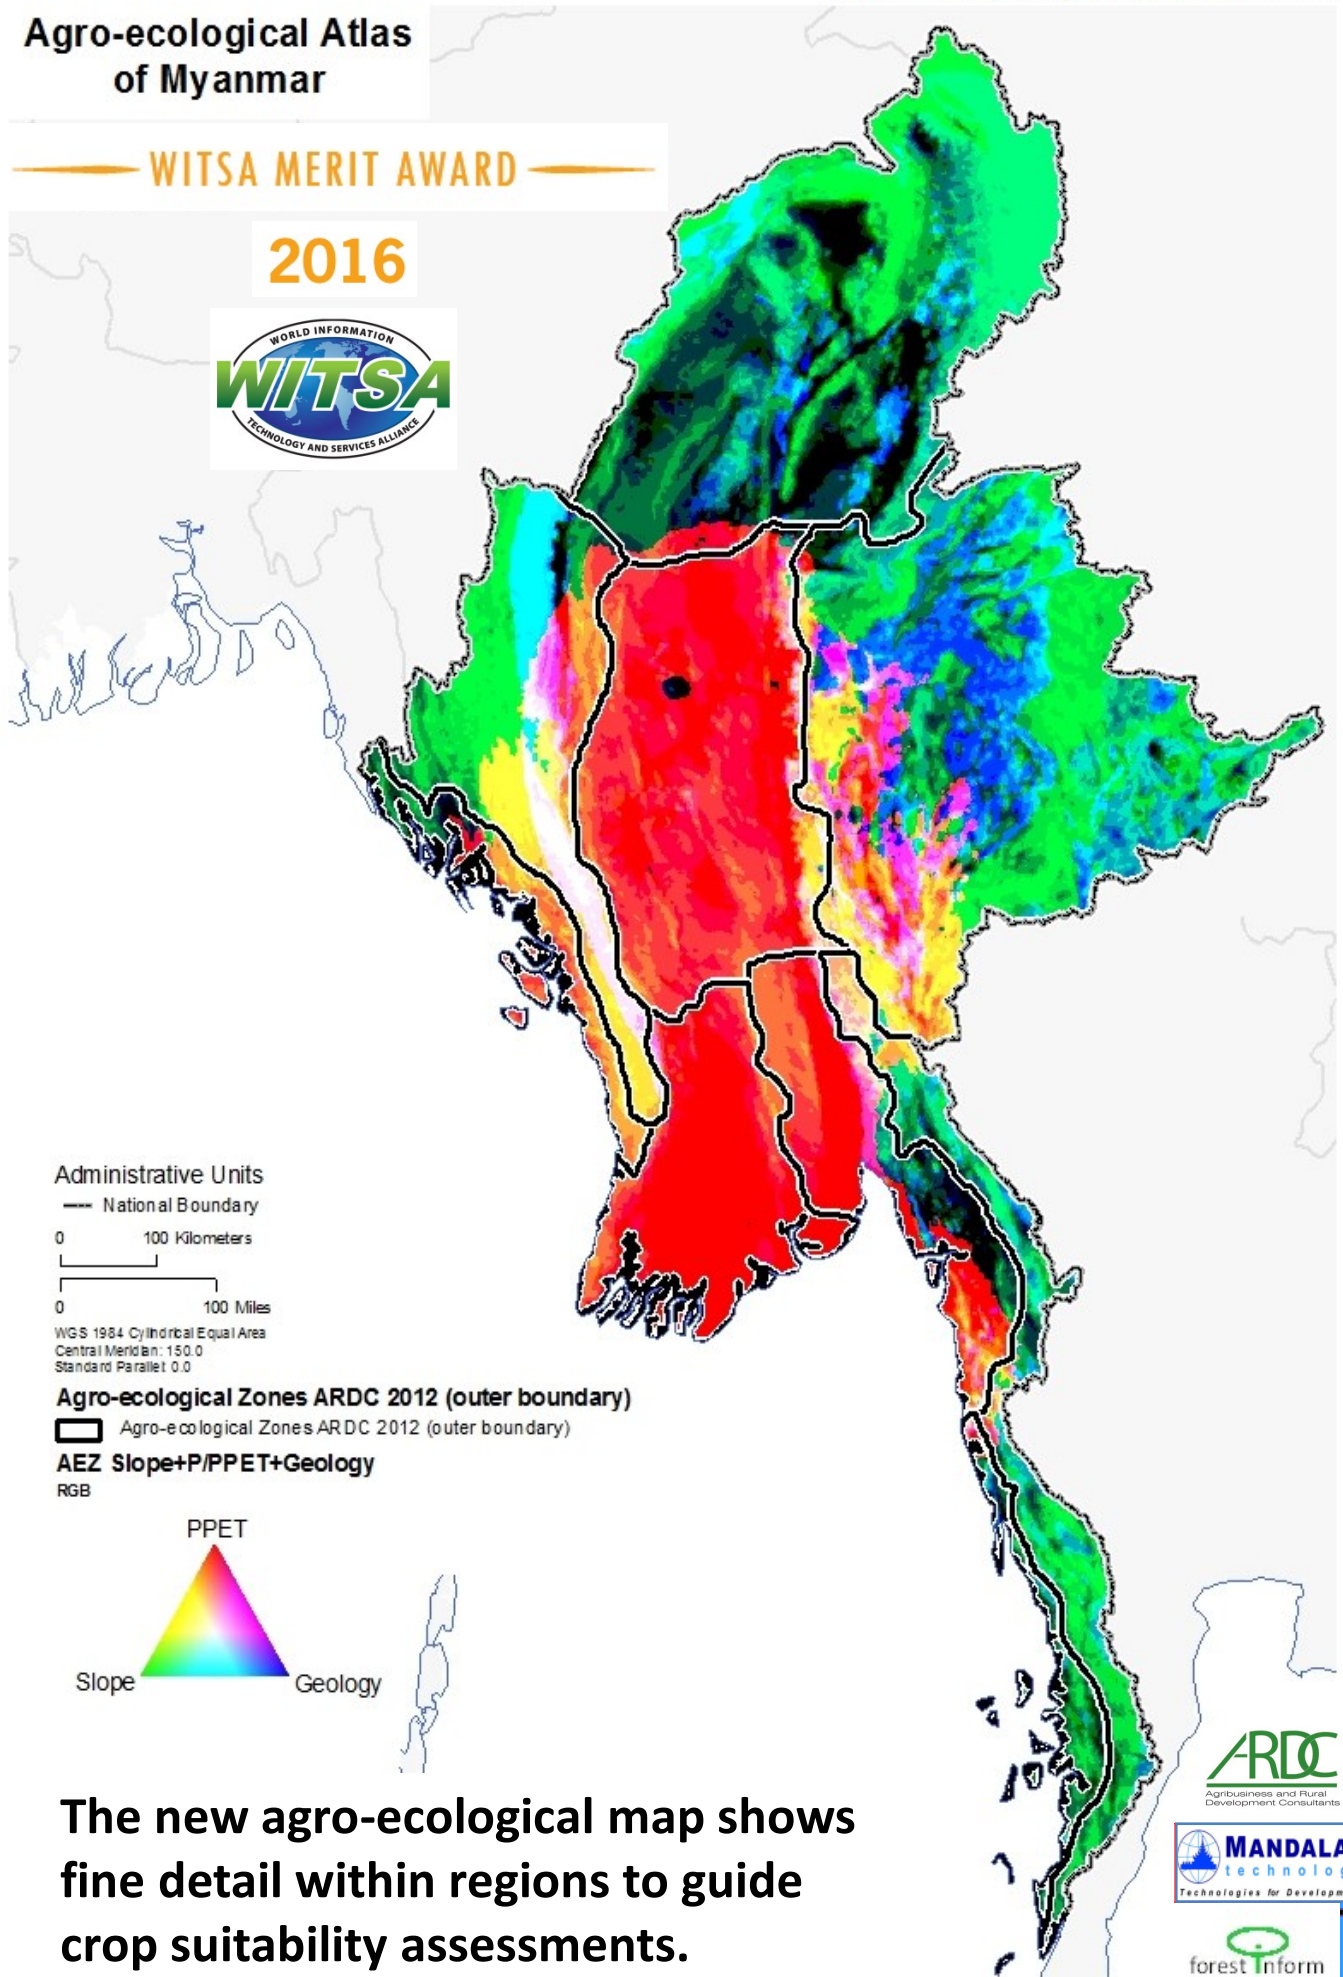 Agro-ecological Atlas
of Myanmar
WITSA MERIT AWARD
2016
WORLD INFORMATION
WITSA
TECHNOLOGY AND SERVICES ALLIANCE
Administrative Units
National Boundary
0 100 Kilometers
0 100 Miles
WGS 1984 Cylindrical Equal Area
Central Meridian: 150.0
Standard Parallel: 0.0
Agro-ecological Zones ARDC 2012 (outer boundary)
Agro-ecological Zones ARDC 2012 (outer boundary)
AEZ Slope+P/PPET+Geology
RGB
PPET
Slope Geology
ARDC
Agribusiness and Rural
Development Consultants
MANDALA
technolog
Technologies for Developm
forest inform
The new agro-ecological map shows
fine detail within regions to guide
crop suitability assessments.